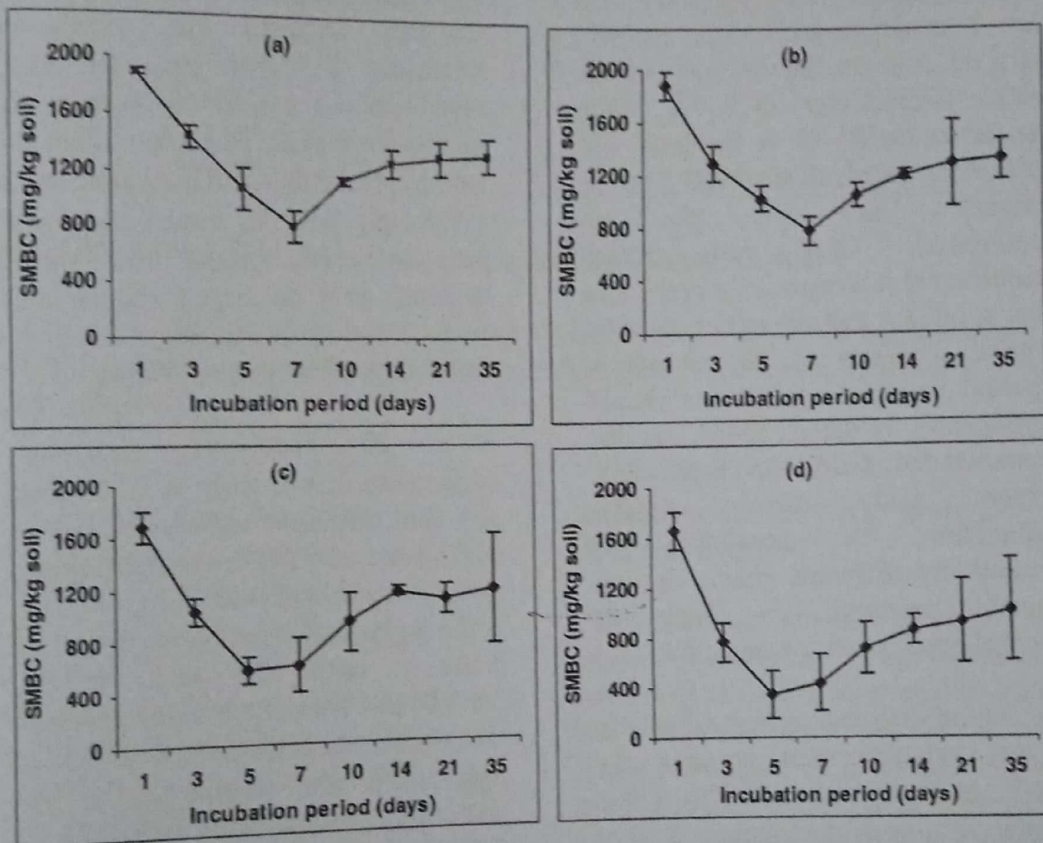 (a)
SMBC (mg/kg soil)
2000
1600
1200
800
400
0
1 3 5 7 10 14 21 35
Incubation period (days)
(b)
SMBC (mg/kg soil)
2000
1600
1200
800
400
0
1 3 5 7 10 14 21 35
Incubation period (days)
(c)
SMBC (mg/kg soil)
2000
1600
1200
800
400
0
1 3 5 7 10 14 21 35
Incubation period (days)
(d)
SMBC (mg/kg soil)
2000
1600
1200
800
400
0
1 3 5 7 10 14 21 35
Incubation period (days)